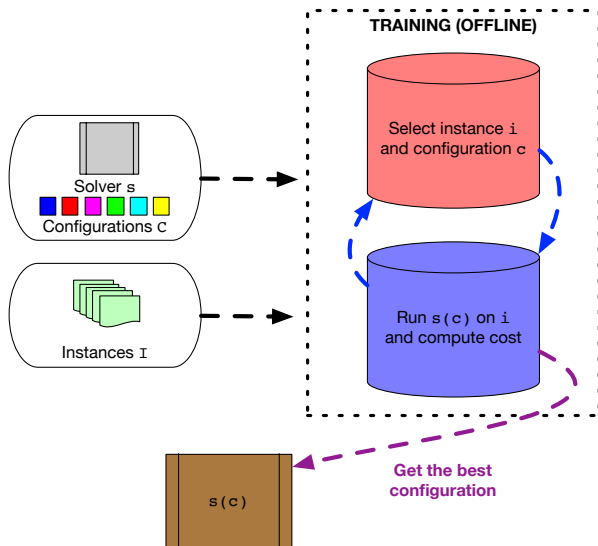 TRAINING (OFFLINE)
Select instance i
and configuration c
Solver s
Configurations C
Run s(c) on i
and compute cost
Instances I
Get the best
configuration
s(c)